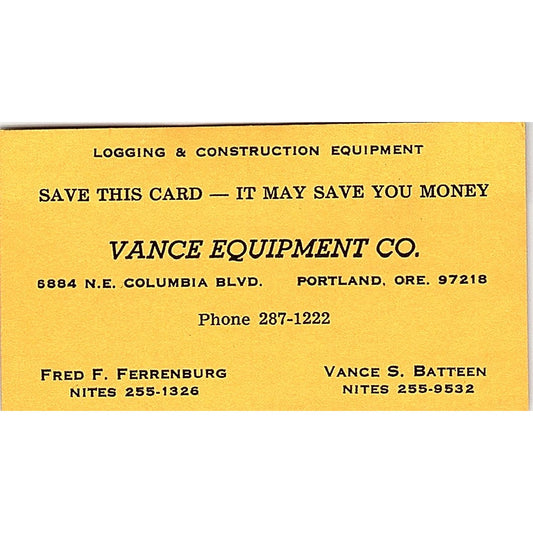 LOGGING & CONSTRUCTION EQUIPMENT
SAVE THIS CARD — IT MAY SAVE YOU MONEY
VANCE EQUIPMENT CO.
6884 N.E. COLUMBIA BLVD. PORTLAND, ORE. 97218
Phone 287-1222
FRED F. FERRENBURG VANCE S. BATTEEN
NITES 255-1326 NITES 255-9532